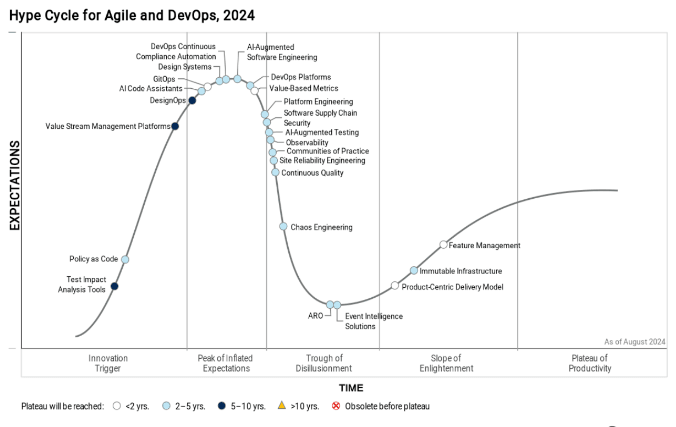 Hype Cycle for Agile and DevOps, 2024
DevOps Continuous
Compliance Automation
Design Systems
GitOps
AI Code Assistants
DesignOps
Value Stream Management Platforms
Policy as Code
Test Impact
Analysis Tools
AI-Augmented
Software Engineering
DevOps Platforms
Value-Based Metrics
Platform Engineering
Software Supply Chain
Security
AI-Augmented Testing
Observability
Communities of Practice
Site Reliability Engineering
Continuous Quality
Chaos Engineering
ARO
Event Intelligence
Solutions
Feature Management
Immutable Infrastructure
Product-Centric Delivery Model
EXPECTATIONS
As of August 2024
Innovation
Trigger
Peak of Inflated
Expectations
Trough of
Disillusionment
Slope of
Enlightenment
Plateau of
Productivity
TIME
Plateau will be reached: <2 yrs. 2–5 yrs. 5–10 yrs. >10 yrs. Obsolete before plateau